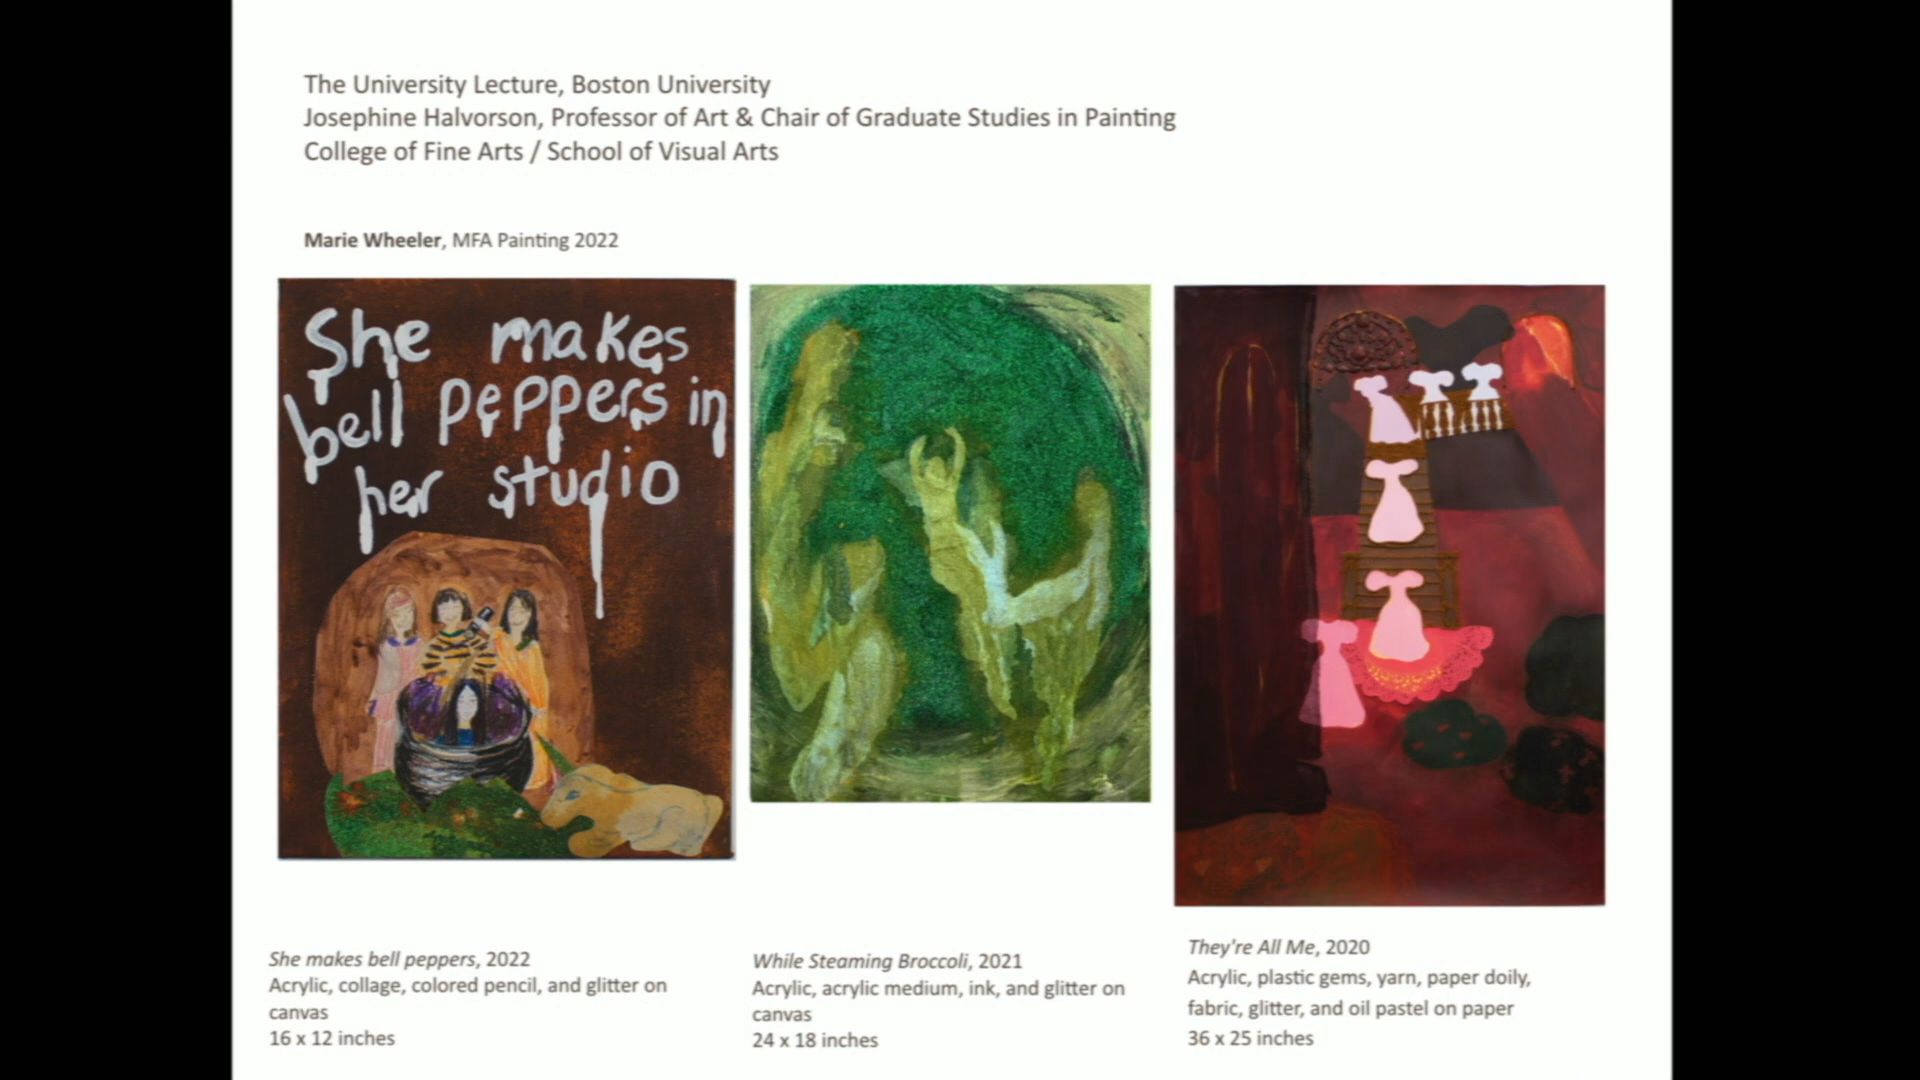 The University Lecture, Boston University
Josephine Halvorson, Professor of Art & Chair of Graduate Studies in Painting
College of Fine Arts / School of Visual Arts
Marie Wheeler, MFA Painting 2022
She makes
bell peppers in
her studio
She makes bell peppers, 2022
Acrylic, collage, colored pencil, and glitter on
canvas
16 x 12 inches
While Steaming Broccoli, 2021
Acrylic, acrylic medium, ink, and glitter on
canvas
24 x 18 inches
They're All Me, 2020
Acrylic, plastic gems, yarn, paper doily,
fabric, glitter, and oil pastel on paper
36 x 25 inches